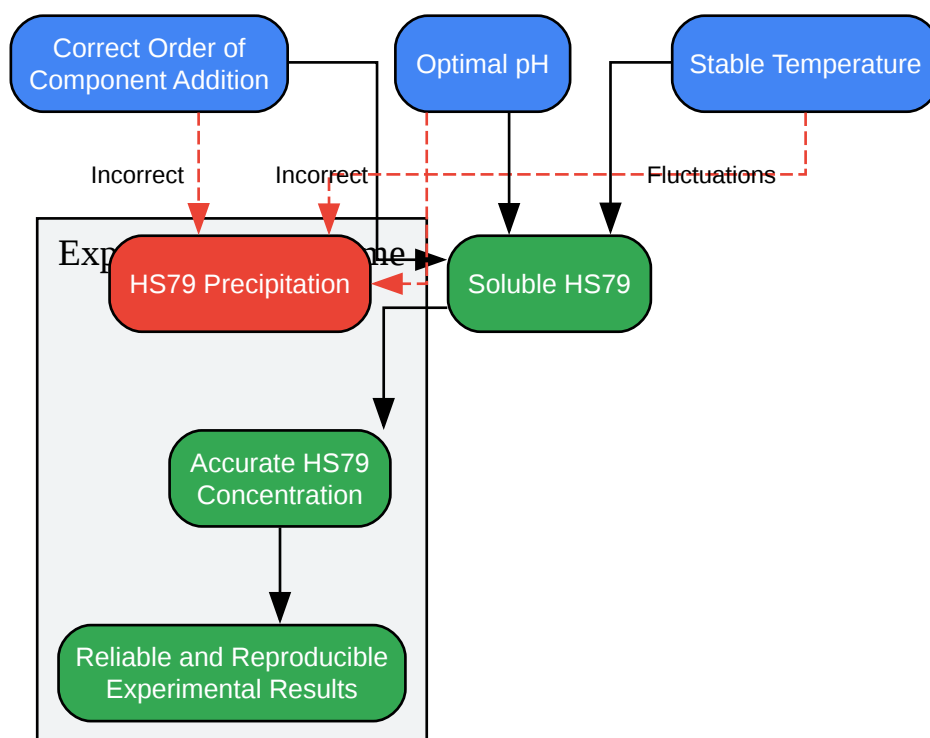 Correct Order of
Component Addition
Optimal pH
Stable Temperature
Incorrect
Incorrect
Fluctuations
HS79 Precipitation
Soluble HS79
Accurate HS79
Concentration
Reliable and Reproducible
Experimental Results